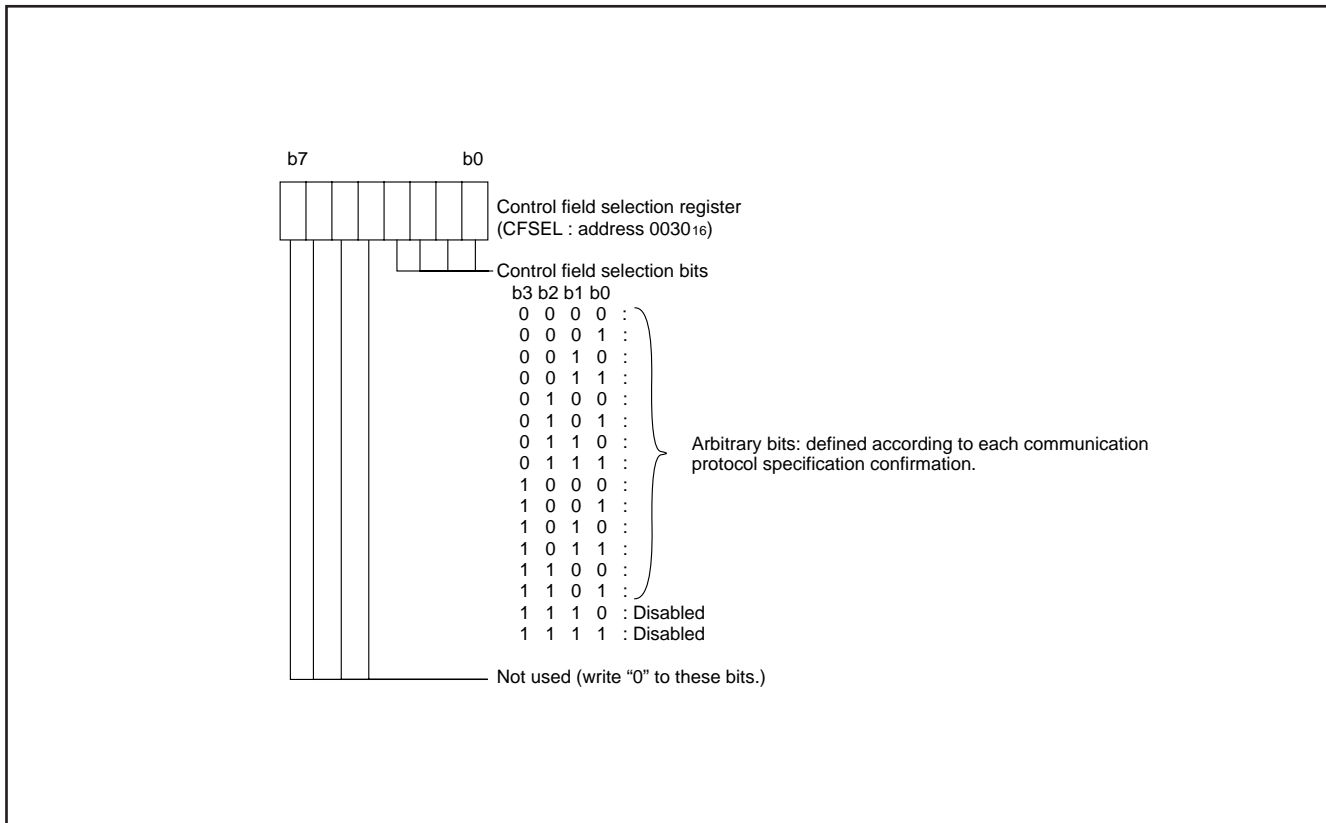 b7 b0
Control field selection register
(CFSEL : address 003016)
Control field selection bits
b3 b2 b1 b0
0 0 0 0 :
0 0 0 1 :
0 0 1 0 :
0 0 1 1 :
0 1 0 0 :
0 1 0 1 :
0 1 1 0 :
0 1 1 1 :
1 0 0 0 :
1 0 0 1 :
1 0 1 0 :
1 0 1 1 :
1 1 0 0 :
1 1 0 1 :
Arbitrary bits: defined according to each communication
protocol specification confirmation.
1 1 1 0 : Disabled
1 1 1 1 : Disabled
Not used (write “0” to these bits.)